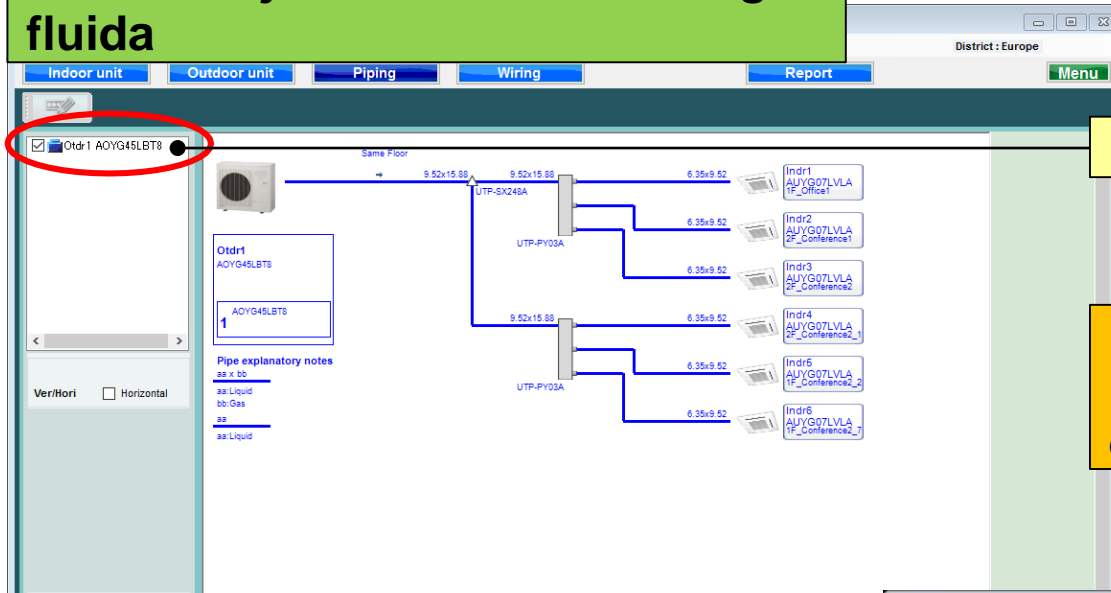 fluida
District : Europe
Indoor unit
Outdoor unit
Piping
Wiring
Report
Menu
Otdr1 AOYG45LBT8
Same Floor
9.52x15.88
9.52x15.88
6.35x9.52
UTP-SX248A
Indr1
AUYG07LVLA
1F_Office1
6.35x9.52
Indr2
AUYG07LVLA
2F_Conference1
UTP-PY03A
Otdr1
AOYG45LBT8
6.35x9.52
Indr3
AUYG07LVLA
2F_Conference2
AOYG45LBT8
1
9.52x15.88
6.35x9.52
Indr4
AUYG07LVLA
2F_Conference2_1
Pipe explanatory notes
aa x bb
aa:Liquid
bb:Gas
aa
aa:Liquid
6.35x9.52
Indr5
AUYG07LVLA
1F_Conference2_2
UTP-PY03A
Ver/Hori
Horizontal
6.35x9.52
Indr6
AUYG07LVLA
1F_Conference2_7